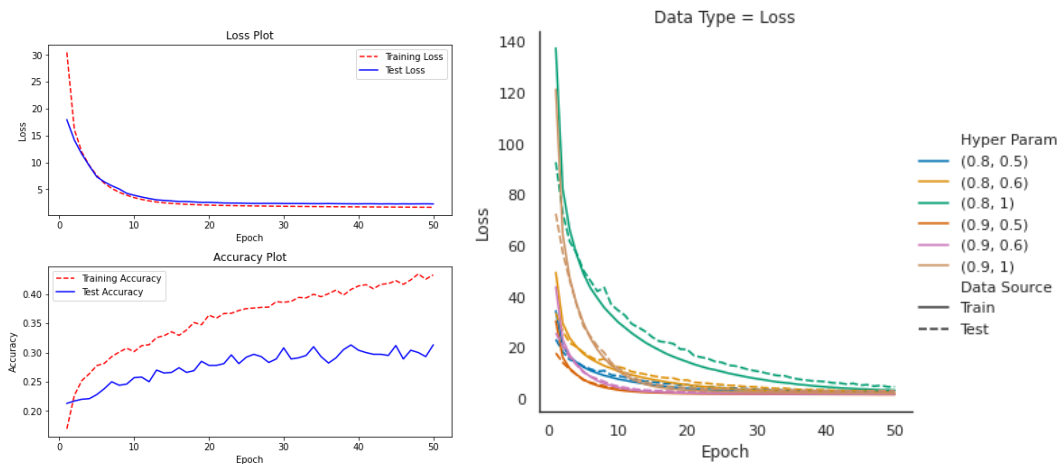 Loss Plot
30
25
20
15
10
5
Loss
Training Loss
Test Loss
0 10 20 30 40 50
Epoch
Accuracy Plot
0.40
0.35
0.30
0.25
0.20
Accuracy
Training Accuracy
Test Accuracy
0 10 20 30 40 50
Epoch
Data Type = Loss
140
120
100
80
60
40
20
0
Loss
0 10 20 30 40 50
Epoch
Hyper Param
(0.8, 0.5)
(0.8, 0.6)
(0.8, 1)
(0.9, 0.5)
(0.9, 0.6)
(0.9, 1)
Data Source
Train
Test